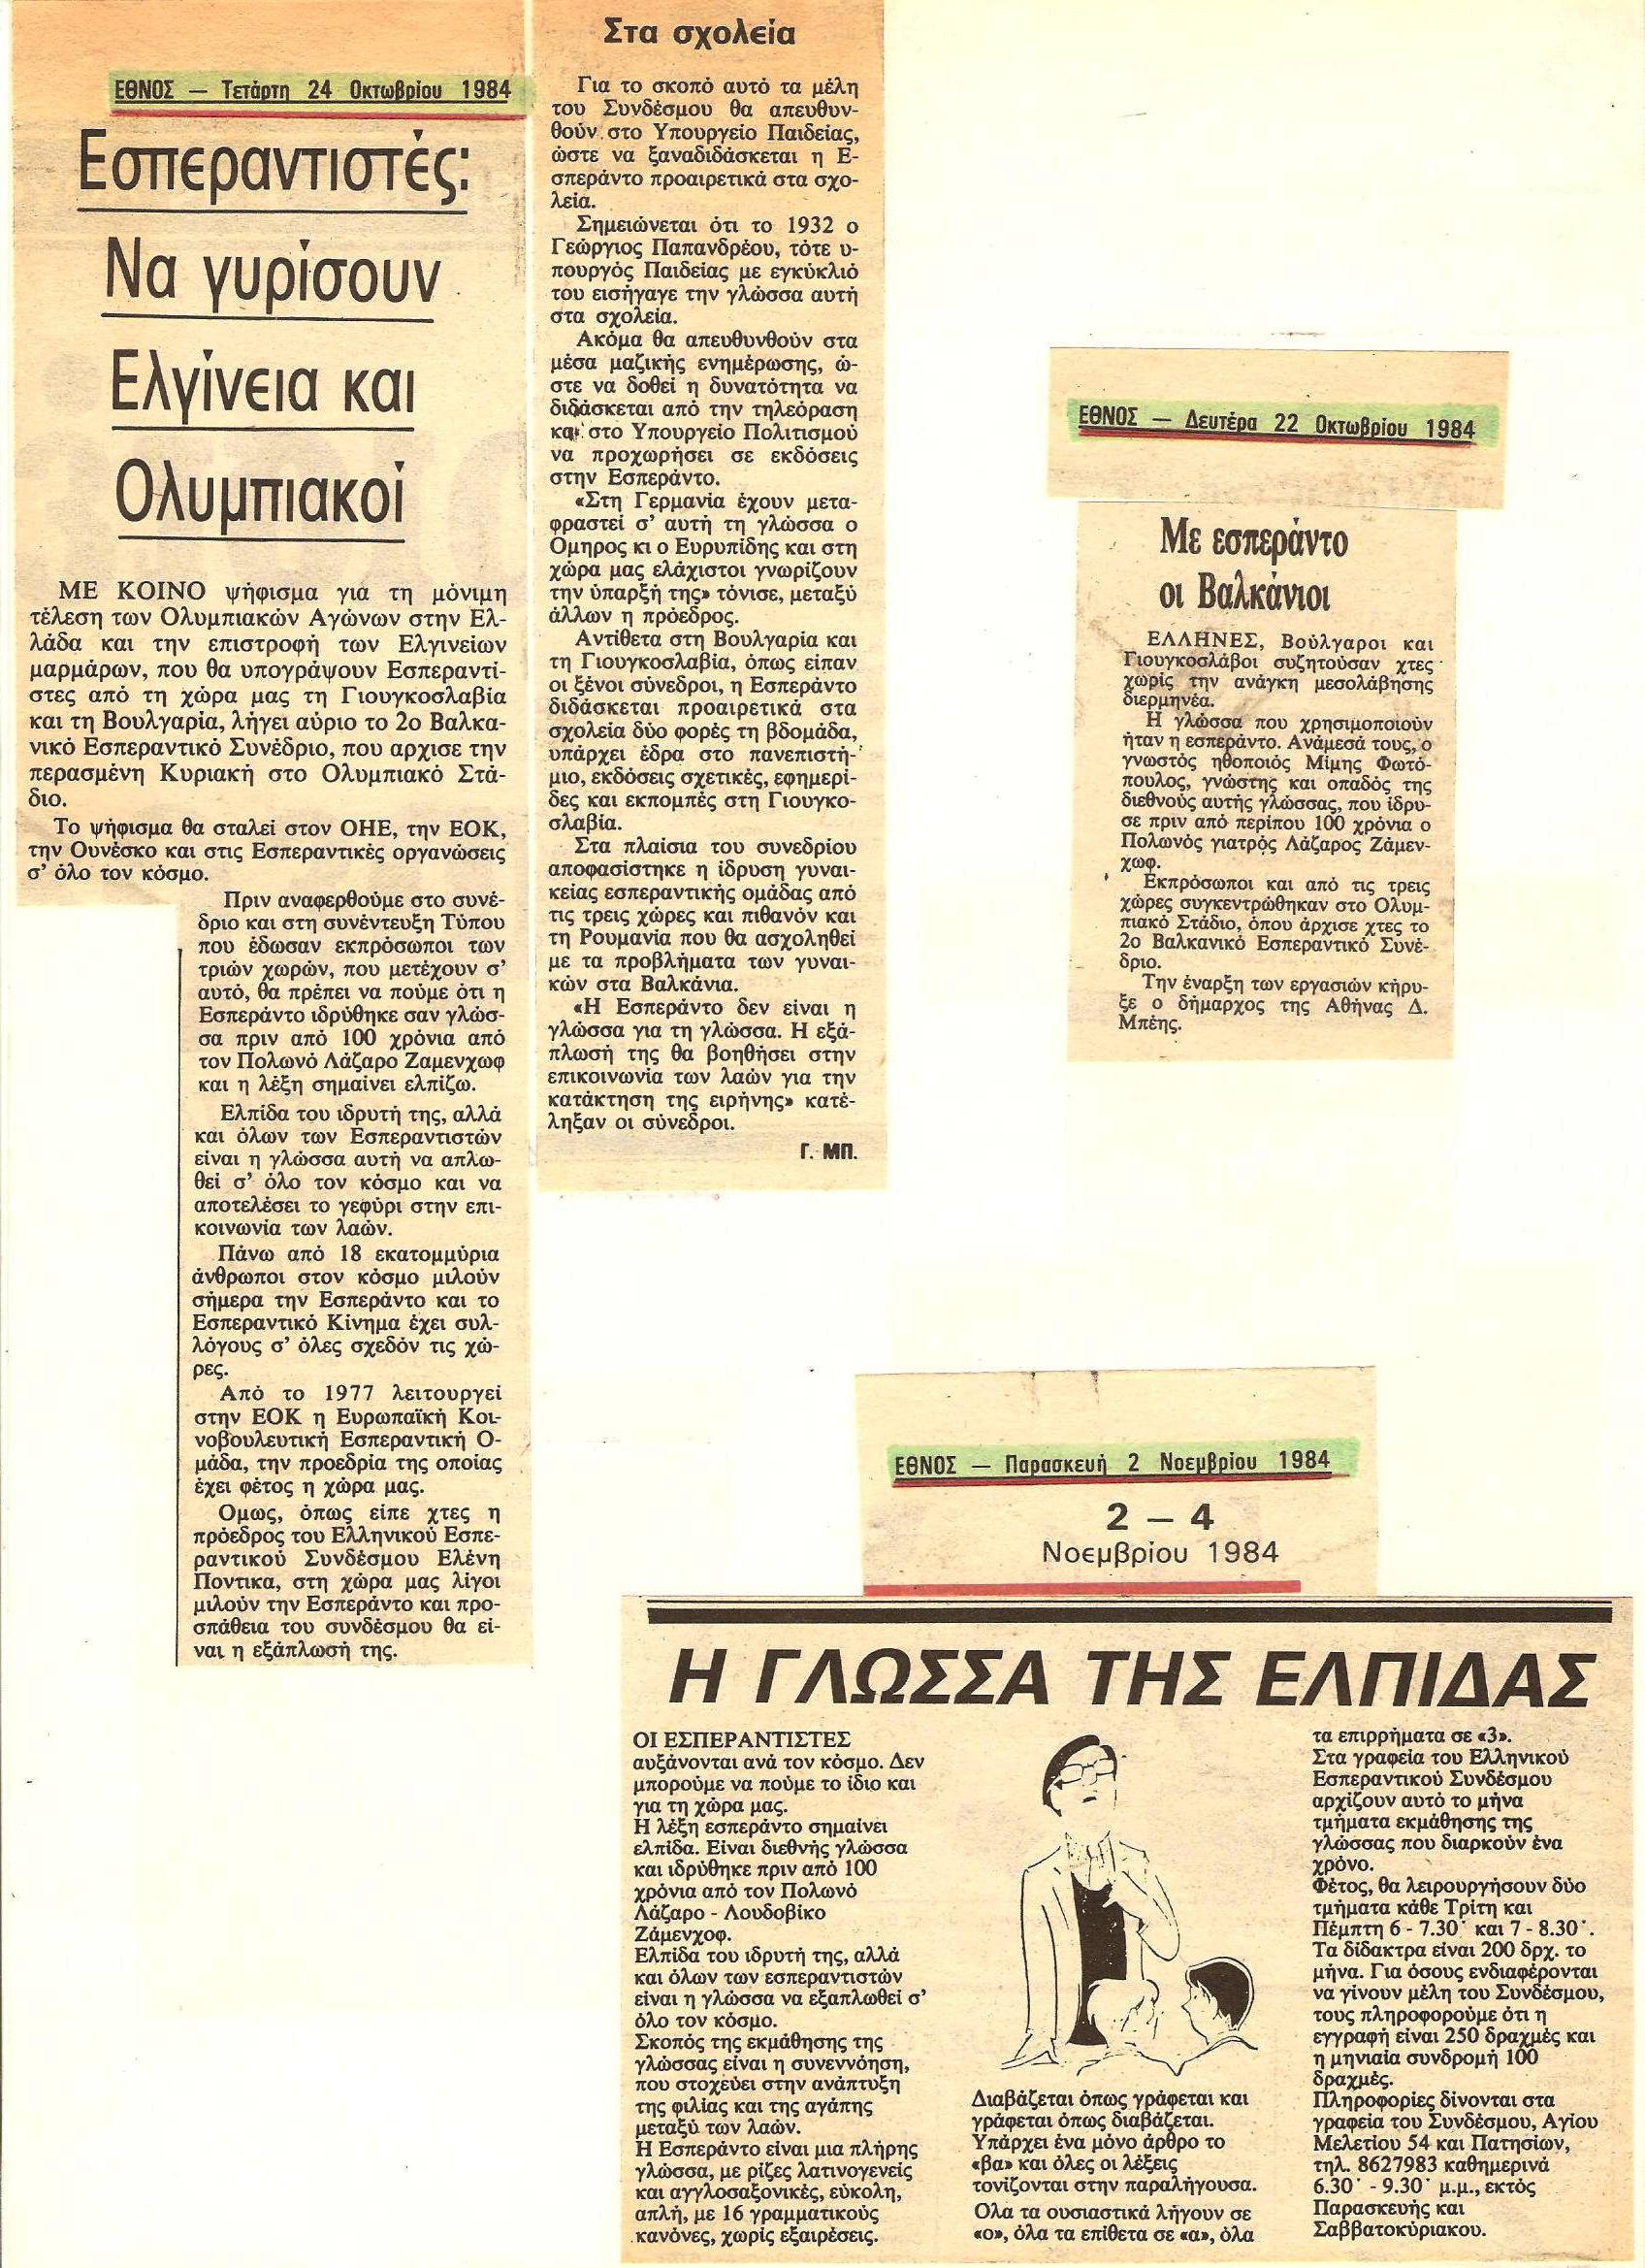 ΕΘΝΟΣ — Τετάρτη 24 Οκτωβρίου 1984
Εσπεραντιστές:
Να γυρίσουν
Ελγίνεια και
Ολυμπιακοί
ΜΕ ΚΟΙΝΟ ψήφισμα για τη μόνιμη
τέλεση των Ολυμπιακών Αγώνων στην Ελ-
λάδα και την επιστροφή των Ελγινείων
μαρμάρων, που θα υπογράψουν Εσπεραντί-
στες από τη χώρα μας τη Γιουγκοσλαβία
και τη Βουλγαρία, λήγει αύριο το 2ο Βαλκα-
νικό Εσπεραντικό Συνέδριο, που αρχισε την
περασμένη Κυριακή στο Ολυμπιακό Στά-
διο.
Το ψήφισμα θα σταλεί στον ΟΗΕ, την ΕΟΚ,
την Ουνέσκο και στις Εσπεραντικές οργανώσεις
σ' όλο τον κόσμο.
Πριν αναφερθούμε στο συνέ-
δριο και στη συνέντευξη Τύπου
που έδωσαν εκπρόσωποι των
τριών χωρών, που μετέχουν σ'
αυτό, θα πρέπει να πούμε ότι η
Εσπεράντο ιδρύθηκε σαν γλώσ-
σα πριν από 100 χρόνια από
τον Πολωνό Λάζαρο Ζαμενχωφ
και η λέξη σημαίνει ελπίζω.
Ελπίδα του ιδρυτή της, αλλά
και όλων των Εσπεραντιστών
είναι η γλώσσα αυτή να απλω-
θεί σ' όλο τον κόσμο και να
αποτελέσει το γεφύρι στην επι-
κοινωνία των λαών.
Πάνω από 18 εκατομμύρια
άνθρωποι στον κόσμο μιλούν
σήμερα την Εσπεράντο και το
Εσπεραντικό Κίνημα έχει συλ-
λόγους σ' όλες σχεδόν τις χώ-
ρες.
Από το 1977 λειτουργεί
στην ΕΟΚ η Ευρωπαϊκή Κοι-
νοβουλευτική Εσπεραντική Ο-
μάδα, την προεδρία της οποίας
έχει φέτος η χώρα μας.
Ομως, όπως είπε χτες η
πρόεδρος του Ελληνικού Εσπε-
ραντικού Συνδέσμου Ελένη
Ποντικα, στη χώρα μας λίγοι
μιλούν την Εσπεράντο και προ-
σπάθεια του συνδέσμου θα εί-
ναι η εξάπλωσή της.
Στα σχολεία
Για το σκοπό αυτό τα μέλη
του Συνδέσμου θα απευθυν-
θούν στο Υπουργείο Παιδείας,
ώστε να ξαναδιδάσκεται η Ε-
σπεράντο προαιρετικά στα σχο-
λεία.
Σημειώνεται ότι το 1932 ο
Γεώργιος Παπανδρέου, τότε υ-
πουργός Παιδείας με εγκύκλιό
του εισήγαγε την γλώσσα αυτή
στα σχολεία.
Ακόμα θα απευθυνθούν στα
μέσα μαζικής ενημέρωσης, ώ-
στε να δοθεί η δυνατότητα να
διδάσκεται από την τηλεόραση
και στο Υπουργείο Πολιτισμού
να προχωρήσει σε εκδόσεις
στην Εσπεράντο.
«Στη Γερμανία έχουν μετα-
φραστεί σ' αυτή τη γλώσσα ο
Ομηρος κι ο Ευρυπίδης και στη
χώρα μας ελάχιστοι γνωρίζουν
την ύπαρξή της» τόνισε, μεταξύ
άλλων η πρόεδρος.
Αντίθετα στη Βουλγαρία και
τη Γιουγκοσλαβία, όπως είπαν
οι ξένοι σύνεδροι, η Εσπεράντο
διδάσκεται προαιρετικά στα
σχολεία δύο φορές τη βδομάδα,
υπάρχει έδρα στο πανεπιστή-
μιο, εκδόσεις σχετικές, εφημερί-
δες και εκπομπές στη Γιουγκο-
σλαβία.
Στα πλαίσια του συνεδρίου
αποφασίστηκε η ίδρυση γυναι-
κείας εσπεραντικής ομάδας από
τις τρεις χώρες και πιθανόν και
τη Ρουμανία που θα ασχοληθεί
με τα προβλήματα των γυναι-
κών στα Βαλκάνια.
«Η Εσπεράντο δεν είναι η
γλώσσα για τη γλώσσα. Η εξά-
πλωσή της θα βοηθήσει στην
επικοινωνία των λαών για την
κατάκτηση της ειρήνης» κατέ-
ληξαν οι σύνεδροι.
Γ. ΜΠ.
ΕΘΝΟΣ — Δευτέρα 22 Οκτωβρίου 1984
Με εσπεράντο
οι Βαλκάνιοι
ΕΛΛΗΝΕΣ, Βούλγαροι και
Γιουγκοσλάβοι συζητούσαν χτες
χωρίς την ανάγκη μεσολάβησης
διερμηνέα.
Η γλώσσα που χρησιμοποιούν
ήταν η εσπεράντο. Ανάμεσά τους, ο
γνωστός ηθοποιός Μίμης Φωτό-
πουλος, γνώστης και οπαδός της
διεθνούς αυτής γλώσσας, που ίδρυ-
σε πριν από περίπου 100 χρόνια ο
Πολωνός γιατρός Λάζαρος Ζάμεν-
χωφ.
Εκπρόσωποι και από τις τρεις
χώρες συγκεντρώθηκαν στο Ολυμ-
πιακό Στάδιο, όπου άρχισε χτες το
2ο Βαλκανικό Εσπεραντικό Συνέ-
δριο.
Την έναρξη των εργασιών κήρυ-
ξε ο δήμαρχος της Αθήνας Δ.
Μπέης.
ΕΘΝΟΣ — Παρασκευή 2 Νοεμβρίου 1984
2 — 4
Νοεμβρίου 1984
Η ΓΛΩΣΣΑ ΤΗΣ ΕΛΠΙΔΑΣ
ΟΙ ΕΣΠΕΡΑΝΤΙΣΤΕΣ
αυξάνονται ανά τον κόσμο. Δεν
μπορούμε να πούμε το ίδιο και
για τη χώρα μας.
Η λέξη εσπεράντο σημαίνει
ελπίδα. Είναι διεθνής γλώσσα
και ιδρύθηκε πριν από 100
χρόνια από τον Πολωνό
Λάζαρο - Λουδοβίκο
Ζάμενχοφ.
Ελπίδα του ιδρυτή της, αλλά
και όλων των εσπεραντιστών
είναι η γλώσσα να εξαπλωθεί σ'
όλο τον κόσμο.
Σκοπός της εκμάθησης της
γλώσσας είναι η συνεννόηση,
που στοχεύει στην ανάπτυξη
της φιλίας και της αγάπης
μεταξύ των λαών.
Η Εσπεράντο είναι μια πλήρης
γλώσσα, με ρίζες λατινογενείς
και αγγλοσαξονικές, εύκολη,
απλή, με 16 γραμματικούς
κανόνες, χωρίς εξαιρέσεις.
Διαβάζεται όπως γράφεται και
γράφεται όπως διαβάζεται.
Υπάρχει ένα μόνο άρθρο το
«βα» και όλες οι λέξεις
τονίζονται στην παραλήγουσα.
Ολα τα ουσιαστικά λήγουν σε
«ο», όλα τα επίθετα σε «α», όλα
τα επιρρήματα σε «3».
Στα γραφεία του Ελληνικού
Εσπεραντικού Συνδέσμου
αρχίζουν αυτό το μήνα
τμήματα εκμάθησης της
γλώσσας που διαρκούν ένα
χρόνο.
Φέτος, θα λειρουργήσουν δύο
τμήματα κάθε Τρίτη και
Πέμπτη 6 - 7.30΄ και 7 - 8.30΄.
Τα δίδακτρα είναι 200 δρχ. το
μήνα. Για όσους ενδιαφέρονται
να γίνουν μέλη του Συνδέσμου,
τους πληροφορούμε ότι η
εγγραφή είναι 250 δραχμές και
η μηνιαία συνδρομή 100
δραχμές.
Πληροφορίες δίνονται στα
γραφεία του Συνδέσμου, Αγίου
Μελετίου 54 και Πατησίων,
τηλ. 8627983 καθημερινά
6.30΄ - 9.30΄ μ.μ., εκτός
Παρασκευής και
Σαββατοκύριακου.